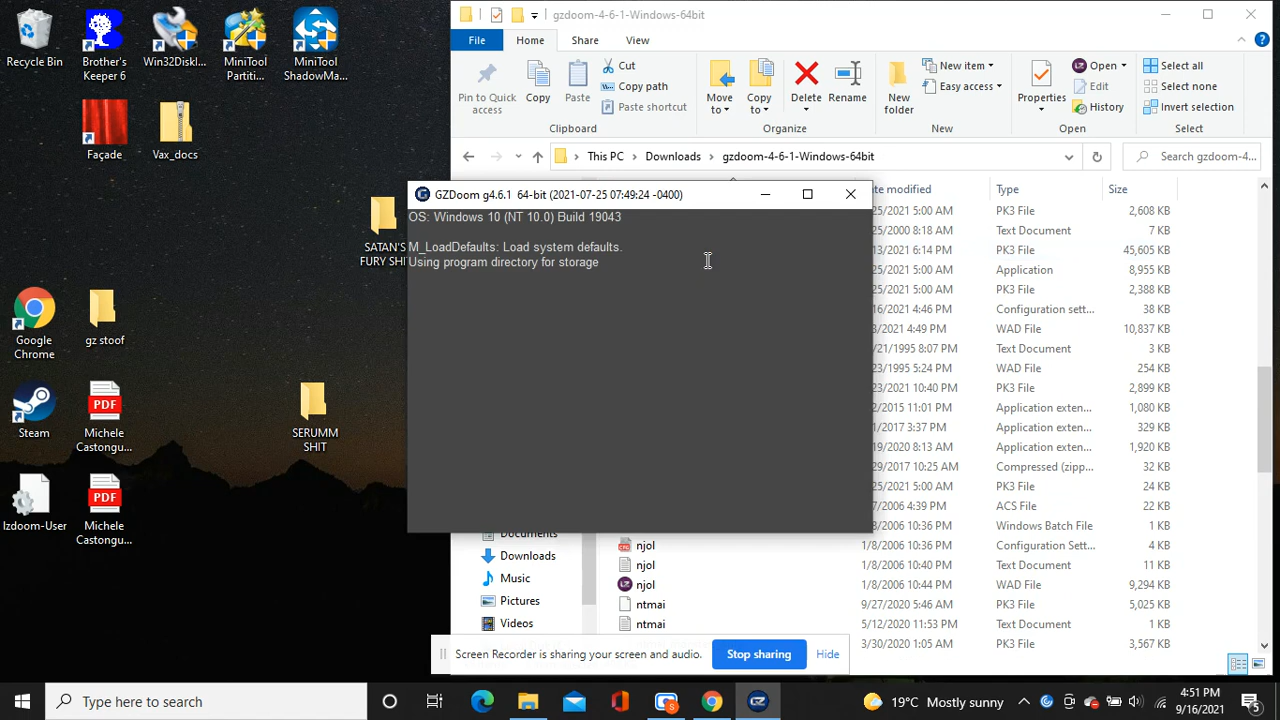 Recycle Bin
Brother's Keeper 6
Win32Diskl...
MiniTool Partiti...
MiniTool ShadowMa...
Façade
Vax_docs
SATAN'S FURY SH
Google Chrome
gz stoof
Steam
Michele Castongu...
SERUMM SHIT
lzdoom-User
Michele Castongu...
gzdoom-4-6-1-Windows-64bit
File Home Share View
Pin to Quick access
Copy
Paste
Cut
Copy path
Paste shortcut
Clipboard
Move to
Copy to
Delete
Rename
Organize
New folder
New item
Easy access
New
Properties
Open
Edit
History
Open
Select all
Select none
Invert selection
Select
This PC > Downloads > gzdoom-4-6-1-Windows-64bit
Search gzdoom-4...
ate modified Type Size
25/2021 5:00 AM PK3 File 2,608 KB
25/2000 8:18 AM Text Document 7 KB
3/2021 6:14 PM PK3 File 45,605 KB
25/2021 5:00 AM Application 8,955 KB
25/2021 5:00 AM PK3 File 2,388 KB
6/2021 4:46 PM Configuration sett... 38 KB
3/2021 4:49 PM WAD File 10,837 KB
/21/1995 8:07 PM Text Document 3 KB
23/1995 5:24 PM WAD File 254 KB
23/2021 10:40 PM PK3 File 2,899 KB
2/2015 11:01 PM Application exten... 1,080 KB
1/2017 3:37 PM Application exten... 329 KB
9/2020 8:13 AM Application exten... 1,920 KB
29/2017 10:25 AM Compressed (zipp... 32 KB
25/2021 5:00 AM PK3 File 24 KB
7/2006 4:39 PM ACS File 22 KB
8/2006 10:36 PM Windows Batch File 1 KB
njol 1/8/2006 10:36 PM Configuration Sett... 4 KB
njol 1/8/2006 10:40 PM Text Document 11 KB
njol 1/8/2006 10:44 PM WAD File 9,294 KB
ntmai 9/27/2020 5:46 AM PK3 File 5,025 KB
ntmai 5/12/2020 11:53 PM Text Document 1 KB
3/30/2020 1:05 AM PK3 File 3,567 KB
Documents
Downloads
Music
Pictures
Videos
GZDoom g4.6.1 64-bit (2021-07-25 07:49:24 -0400)
OS: Windows 10 (NT 10.0) Build 19043
M_LoadDefaults: Load system defaults.
Using program directory for storage
Screen Recorder is sharing your screen and audio. Stop sharing Hide
Type here to search
19°C Mostly sunny
4:51 PM
9/16/2021
5